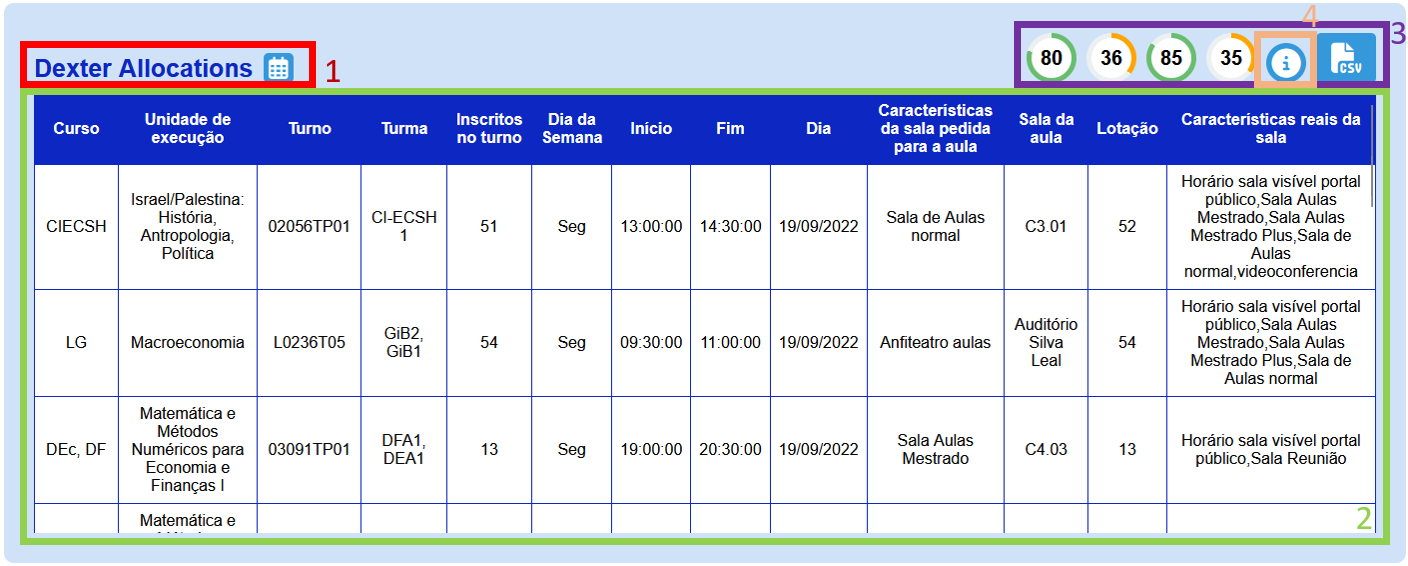 4
3
Dexter Allocations
1
80 36 85 35 i CSV
Curso
Unidade de
execução
Turno
Turma
Inscritos
no turno
Dia da
Semana
Início
Fim
Dia
Características
da sala pedida
para a aula
Sala da
aula
Lotação
Características reais da
sala
CIECSH
Israel/Palestina:
História,
Antropologia,
Política
02056TP01
CI-ECSH
1
51
Seg
13:00:00
14:30:00
19/09/2022
Sala de Aulas
normal
C3.01
52
Horário sala visível portal
público,Sala Aulas
Mestrado,Sala Aulas
Mestrado Plus,Sala de
Aulas
normal,videoconferencia
LG
Macroeconomia
L0236T05
GiB2,
GiB1
54
Seg
09:30:00
11:00:00
19/09/2022
Anfiteatro aulas
Auditório
Silva
Leal
54
Horário sala visível portal
público,Sala Aulas
Mestrado,Sala Aulas
Mestrado Plus,Sala de
Aulas normal
DEc, DF
Matemática e
Métodos
Numéricos para
Economia e
Finanças I
03091TP01
DFA1,
DEA1
13
Seg
19:00:00
20:30:00
19/09/2022
Sala Aulas
Mestrado
C4.03
13
Horário sala visível portal
público,Sala Reunião
Matemática e
2